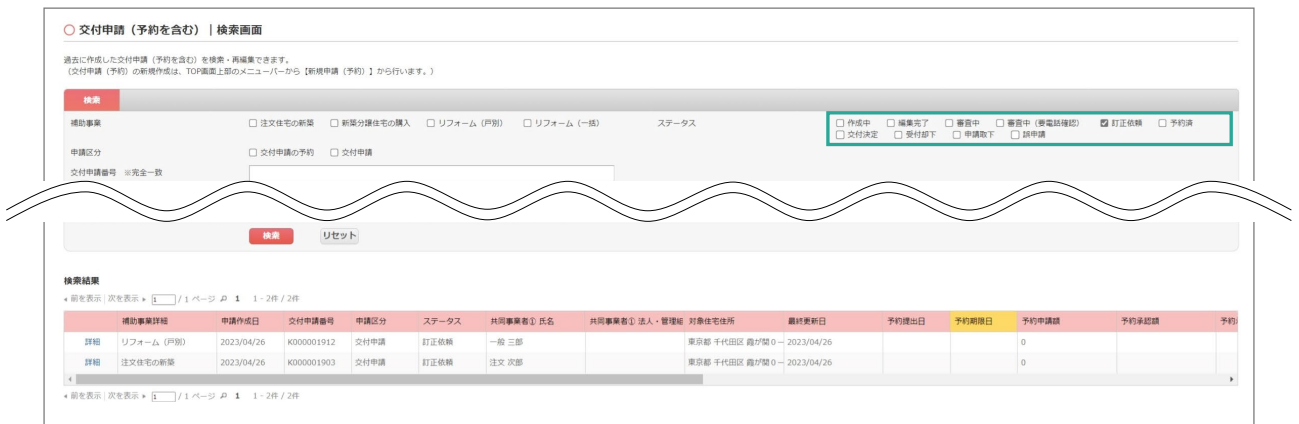 交付申請（予約を含む）｜検索画面
過去に作成した交付申請（予約を含む）を検索・再編集できます。
（交付申請（予約）の新規作成は、TOP画面上部のメニューバーから【新規申請（予約）】から行います。）
検索
補助事業 注文住宅の新築 新築分譲住宅の購入 リフォーム（戸別） リフォーム（一括） ステータス 作成中 編集完了 審査中 審査中（要電話確認） 訂正依頼 予約済
交付決定 受付却下 申請取下 誤申請
申請区分 交付申請の予約 交付申請
交付申請番号 ※完全一致
検索 リセット
検索結果
前を表示 | 次を表示 1 / 1 ページ 1 1 - 2件 / 2件
補助事業詳細 申請作成日 交付申請番号 申請区分 ステータス 共同事業者① 氏名 共同事業者① 法人・管理組 対象住宅住所 最終更新日 予約提出日 予約期限日 予約申請額 予約承認額 予約
詳細 リフォーム（戸別） 2023/04/26 K000001912 交付申請 訂正依頼 一般 三郎 東京都 千代田区 霞が関０－ 2023/04/26 0
詳細 注文住宅の新築 2023/04/26 K000001903 交付申請 訂正依頼 注文 次郎 東京都 千代田区 霞が関０－ 2023/04/26 0
前を表示 | 次を表示 1 / 1 ページ 1 1 - 2件 / 2件